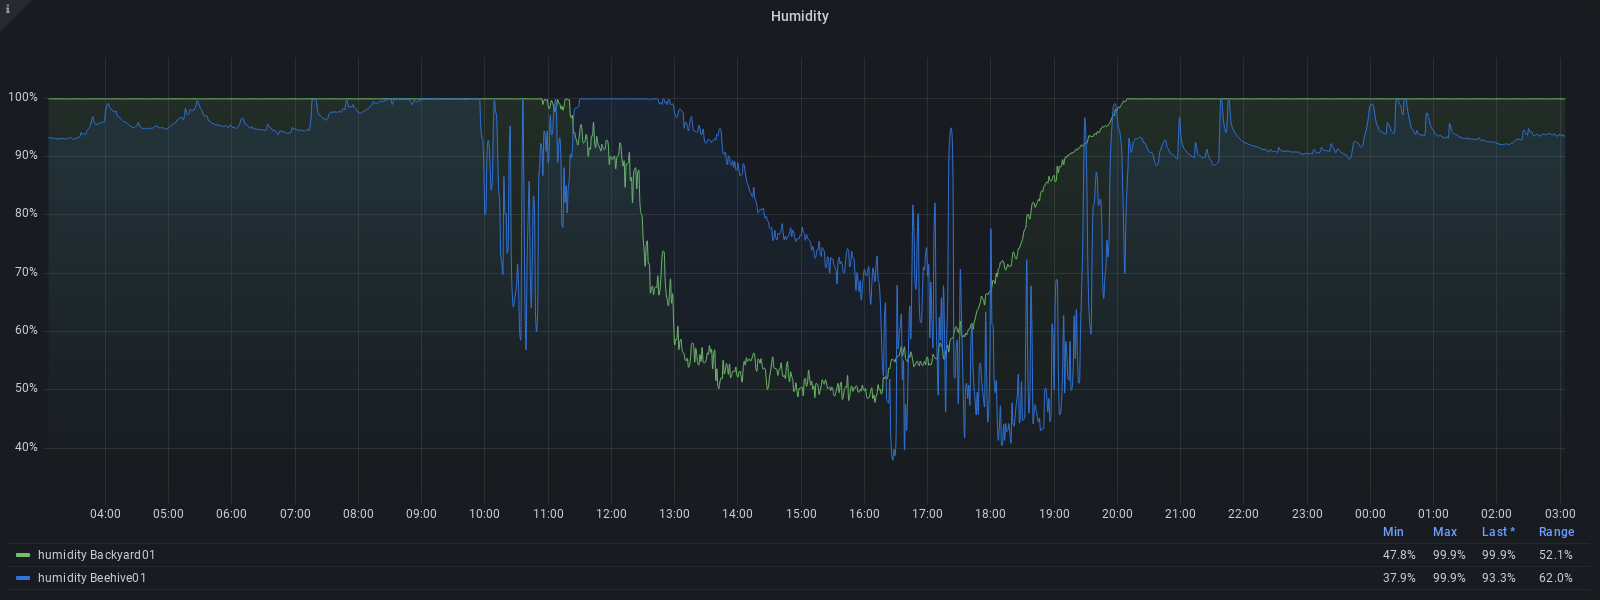 i
Humidity
100%
90%
80%
70%
60%
50%
40%
04:00 05:00 06:00 07:00 08:00 09:00 10:00 11:00 12:00 13:00 14:00 15:00 16:00 17:00 18:00 19:00 20:00 21:00 22:00 23:00 00:00 01:00 02:00 03:00
Min Max Last * Range
humidity Backyard01 47.8% 99.9% 99.9% 52.1%
humidity Beehive01 37.9% 99.9% 93.3% 62.0%